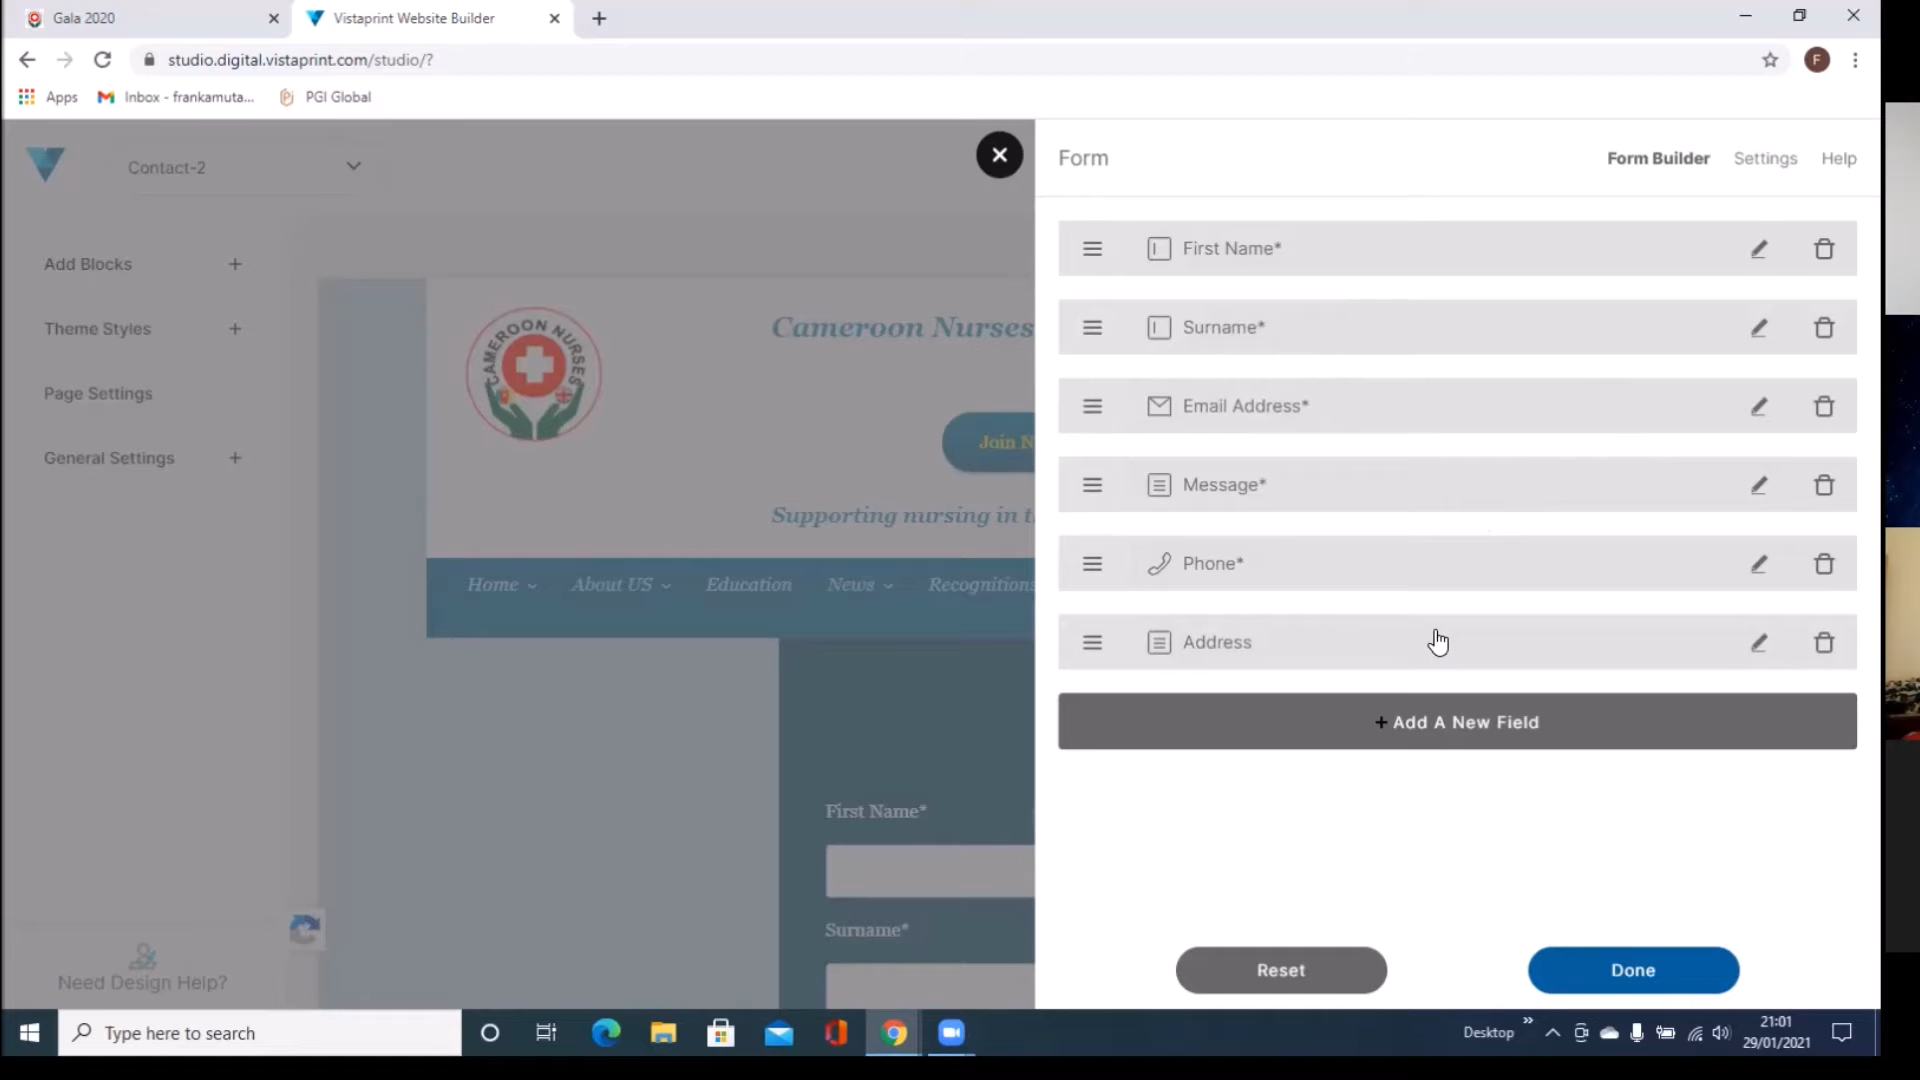 Gala 2020
Vistaprint Website Builder
studio.digital.vistaprint.com/studio/?
F
Apps
Inbox - frankamuta...
PGI Global
Contact-2
Form
Form Builder
Settings
Help
Add Blocks
Theme Styles
Page Settings
General Settings
CAMEROON NURSES
Cameroon Nurses
Join N
Supporting nursing in t
Home
About US
Education
News
Recognitions
First Name*
Surname*
First Name*
Surname*
Email Address*
Message*
Phone*
Address
+ Add A New Field
Reset
Done
Need Design Help?
Type here to search
Desktop
21:01
29/01/2021